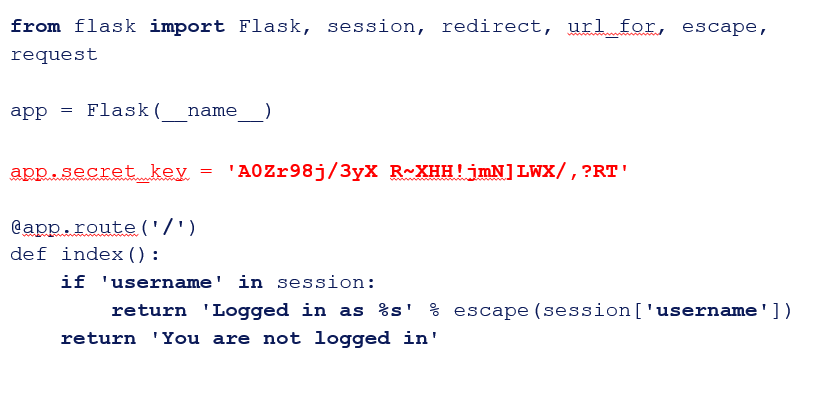 from flask import Flask, session, redirect, url_for, escape,
request
app = Flask(__name__)
app.secret_key = 'A0Zr98j/3yX R~XHH!jmN]LWX/,?RT'
@app.route('/')
def index():
    if 'username' in session:
        return 'Logged in as %s' % escape(session['username'])
    return 'You are not logged in'